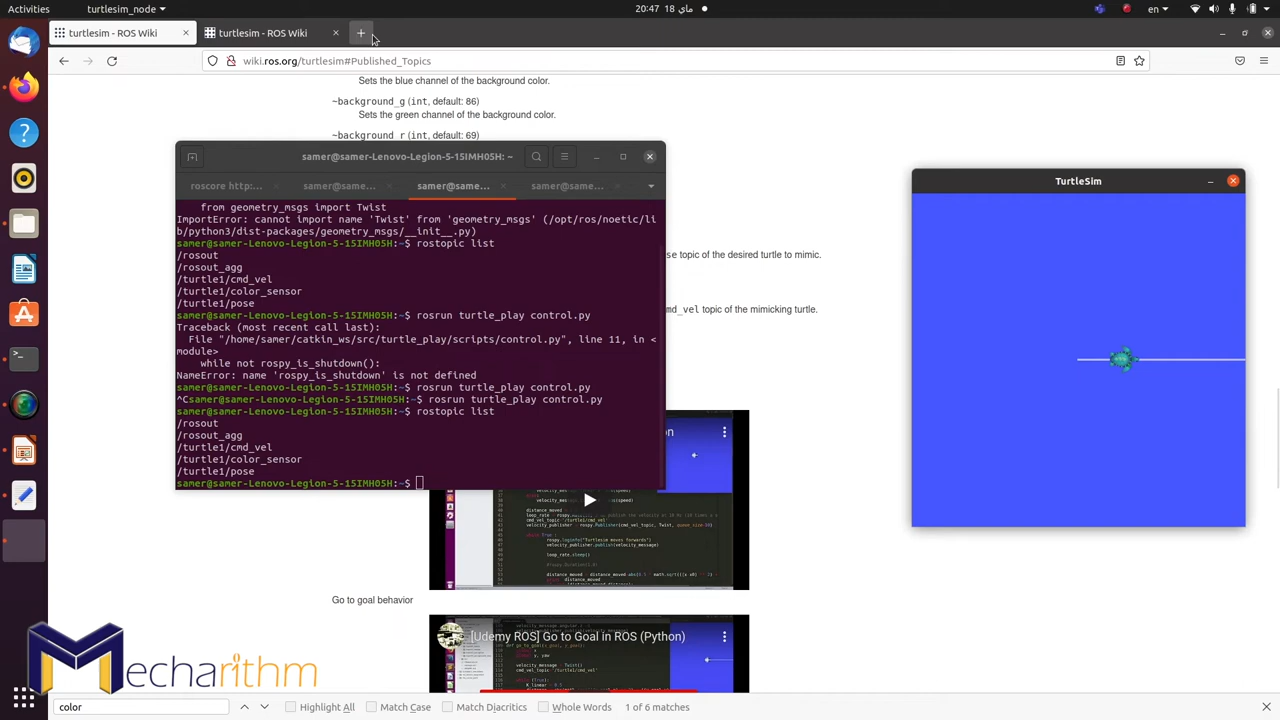 Activities
turtlesim_node
20:47 18 ماي
en
turtlesim - ROS Wiki
turtlesim - ROS Wiki
wiki.ros.org/turtlesim#Published_Topics
Sets the blue channel of the background color.
~background_g (int, default: 86)
Sets the green channel of the background color.
~background_r (int, default: 69)
samer@samer-Lenovo-Legion-5-15IMH05H: ~
roscore http:...
samer@same...
samer@same...
samer@same...
from geometry_msgs import Twist
ImportError: cannot import name 'Twist' from 'geometry_msgs' (/opt/ros/noetic/li
b/python3/dist-packages/geometry_msgs/__init__.py)
samer@samer-Lenovo-Legion-5-15IMH05H:~$ rostopic list
/rosout
/rosout_agg
/turtle1/cmd_vel
/turtle1/color_sensor
/turtle1/pose
samer@samer-Lenovo-Legion-5-15IMH05H:~$ rosrun turtle_play control.py
Traceback (most recent call last):
File "/home/samer/catkin_ws/src/turtle_play/scripts/control.py", line 11, in <
module>
while not rospy_is_shutdown():
NameError: name 'rospy_is_shutdown' is not defined
samer@samer-Lenovo-Legion-5-15IMH05H:~$ rosrun turtle_play control.py
^Csamer@samer-Lenovo-Legion-5-15IMH05H:~$ rosrun turtle_play control.py
samer@samer-Lenovo-Legion-5-15IMH05H:~$ rostopic list
/rosout
/rosout_agg
/turtle1/cmd_vel
/turtle1/color_sensor
/turtle1/pose
samer@samer-Lenovo-Legion-5-15IMH05H:~$
se topic of the desired turtle to mimic.
md_vel topic of the mimicking turtle.
TurtleSim
on
Go to goal behavior
[Udemy ROS] Go to Goal in ROS (Python)
Mecharithm
color
Highlight All
Match Case
Match Diacritics
Whole Words
1 of 6 matches